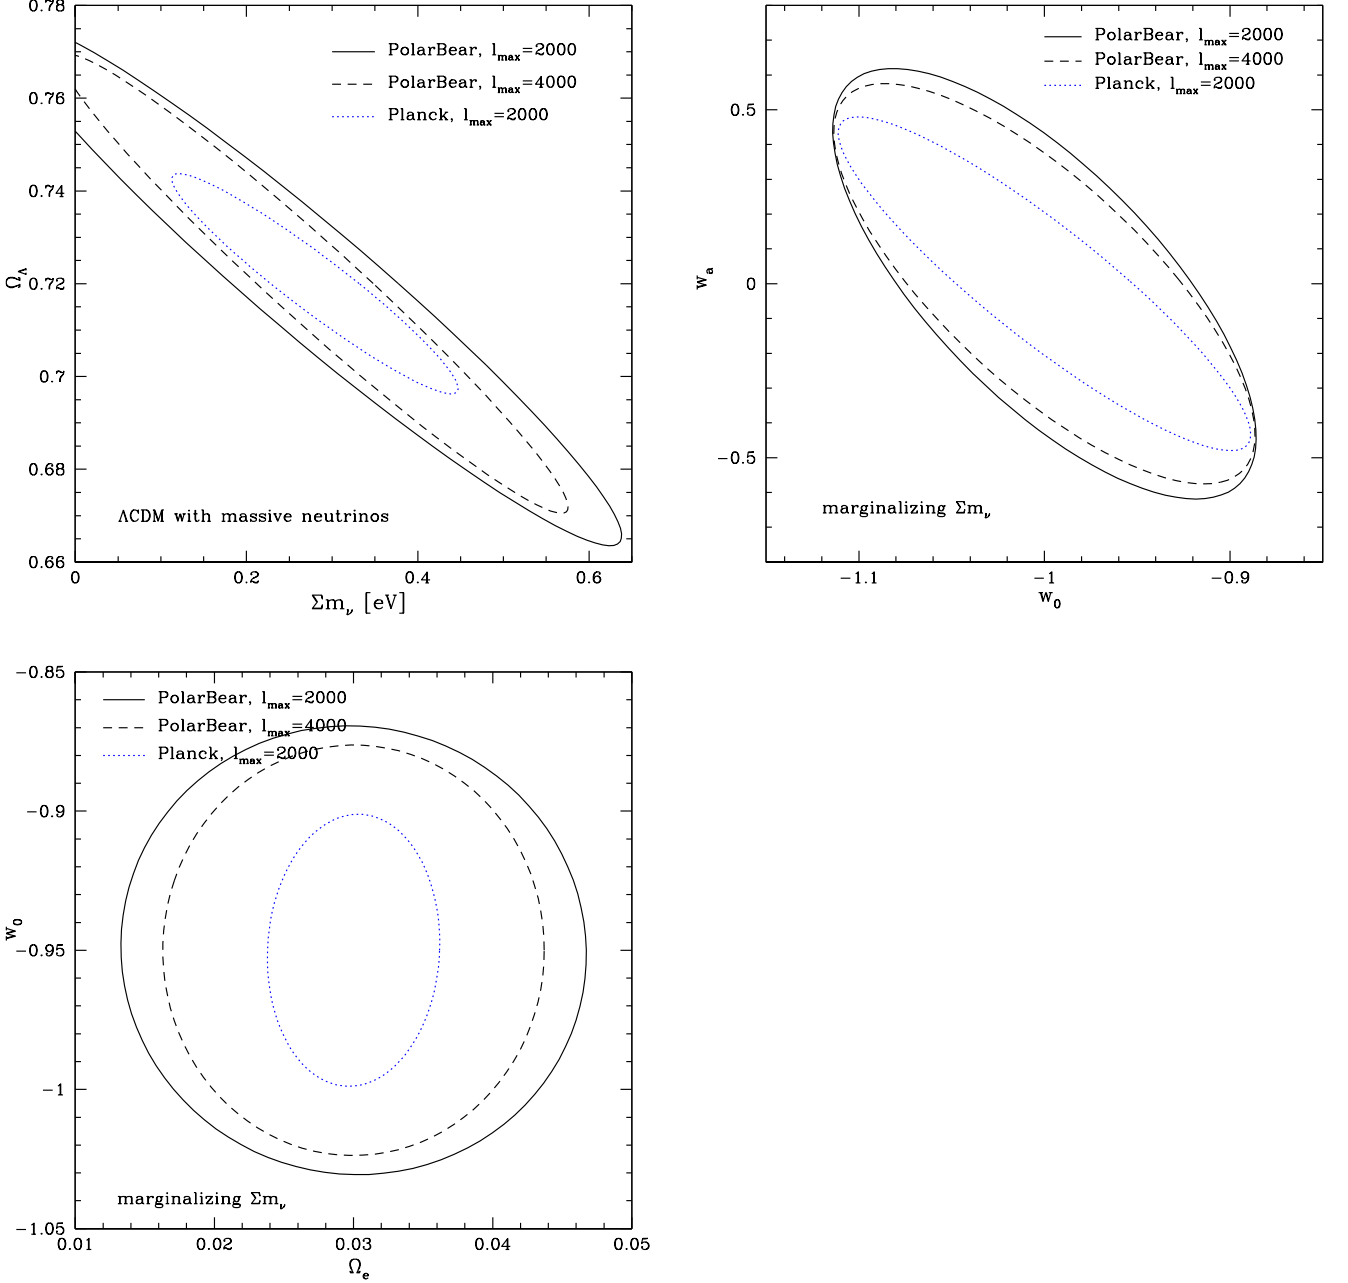 0.78
0.76
0.74
0.72
0.7
0.68
0.66
Ω_Λ
PolarBear, l_max=2000
PolarBear, l_max=4000
Planck, l_max=2000
ΛCDM with massive neutrinos
0 0.2 0.4 0.6
Σm_ν [eV]
0.5
0
−0.5
w_a
PolarBear, l_max=2000
PolarBear, l_max=4000
Planck, l_max=2000
marginalizing Σm_ν
−1.1 −1 −0.9
w_0
−0.85
−0.9
−0.95
−1
−1.05
w_0
PolarBear, l_max=2000
PolarBear, l_max=4000
Planck, l_max=2000
marginalizing Σm_ν
0.01 0.02 0.03 0.04 0.05
Ω_e